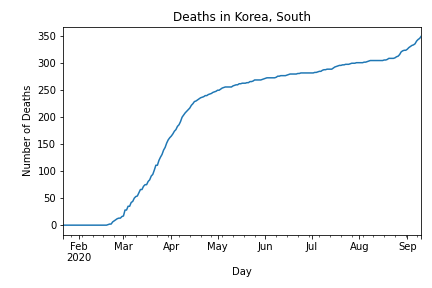 Deaths in Korea, South
Number of Deaths
350
300
250
200
150
100
50
0
Feb
2020
Mar
Apr
May
Jun
Jul
Aug
Sep
Day